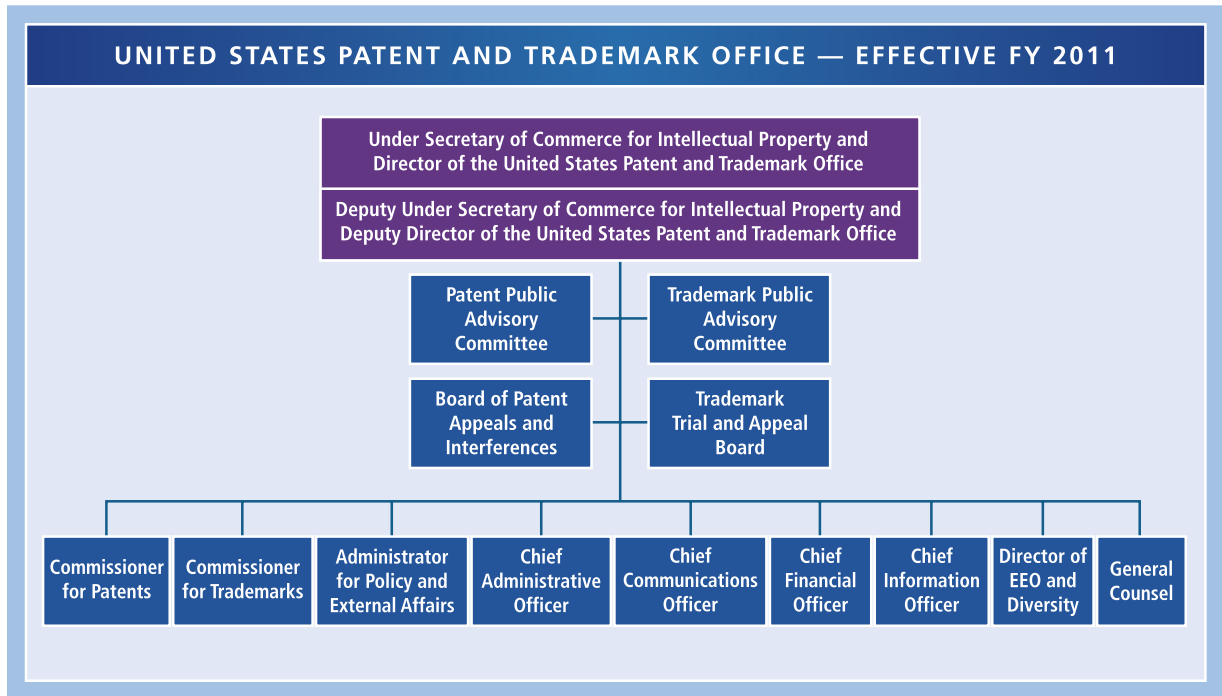 UNITED STATES PATENT AND TRADEMARK OFFICE — EFFECTIVE FY 2011
Under Secretary of Commerce for Intellectual Property and
Director of the United States Patent and Trademark Office
Deputy Under Secretary of Commerce for Intellectual Property and
Deputy Director of the United States Patent and Trademark Office
Patent Public
Advisory
Committee
Trademark Public
Advisory
Committee
Board of Patent
Appeals and
Interferences
Trademark
Trial and Appeal
Board
Commissioner
for Patents
Commissioner
for Trademarks
Administrator
for Policy and
External Affairs
Chief
Administrative
Officer
Chief
Communications
Officer
Chief
Financial
Officer
Chief
Information
Officer
Director of
EEO and
Diversity
General
Counsel